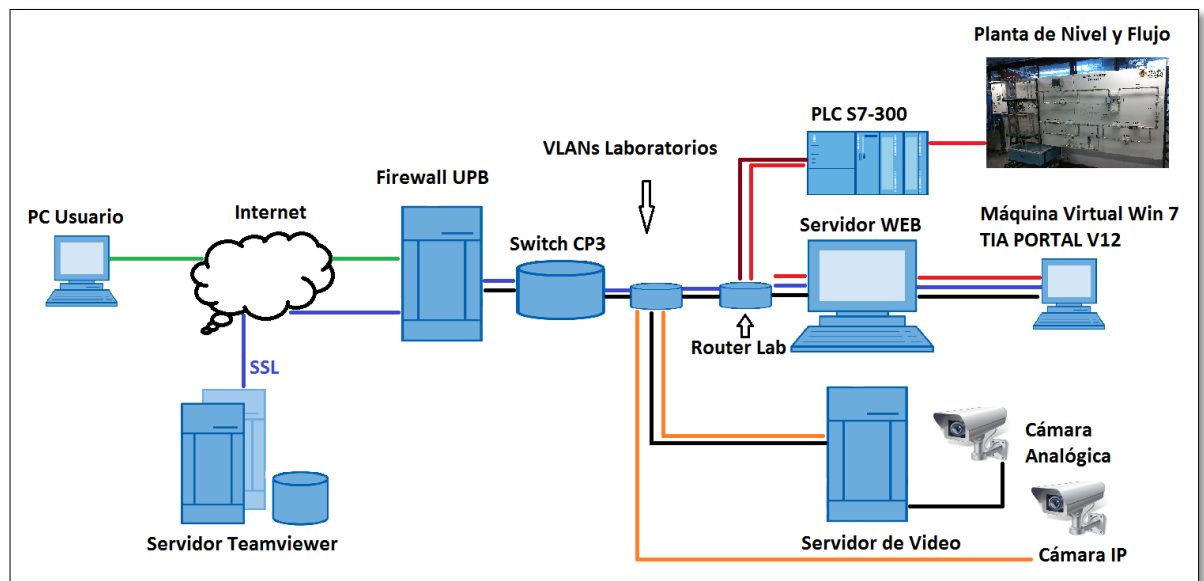 Planta de Nivel y Flujo
PLC S7-300
VLANs Laboratorios
Firewall UPB
PC Usuario
Internet
Switch CP3
Servidor WEB
Máquina Virtual Win 7
TIA PORTAL V12
Router Lab
SSL
Cámara
Analógica
Servidor Teamviewer
Servidor de Video
Cámara IP